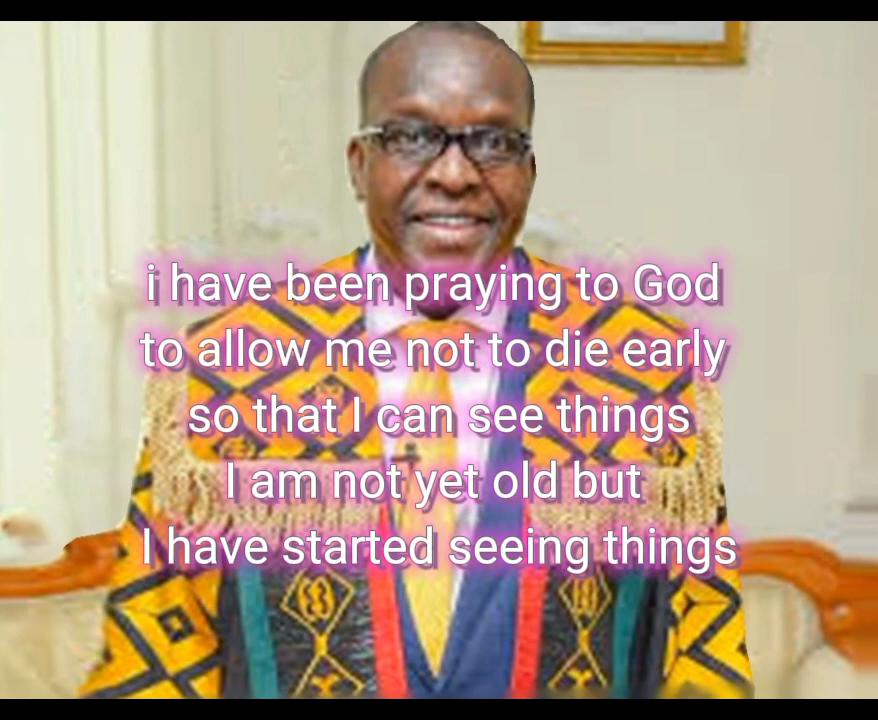 i have been praying to God
to allow me not to die early
so that I can see things
I am not yet old but
I have started seeing things